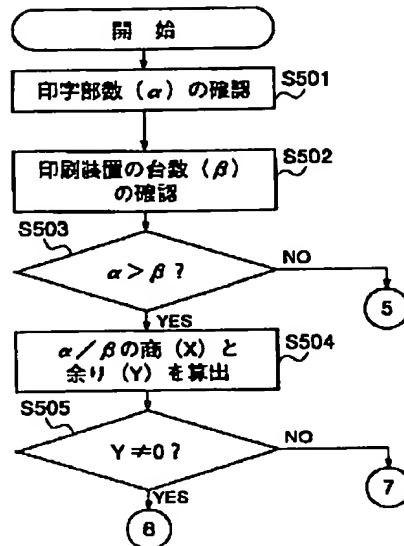 開 始
印字部数(α)の確認
S501
印刷装置の台数(β)
の確認
S502
S503
α>β?
NO
5
YES
α/βの商(X)と
余り(Y)を算出
S504
S505
Y≠0?
NO
7
YES
6